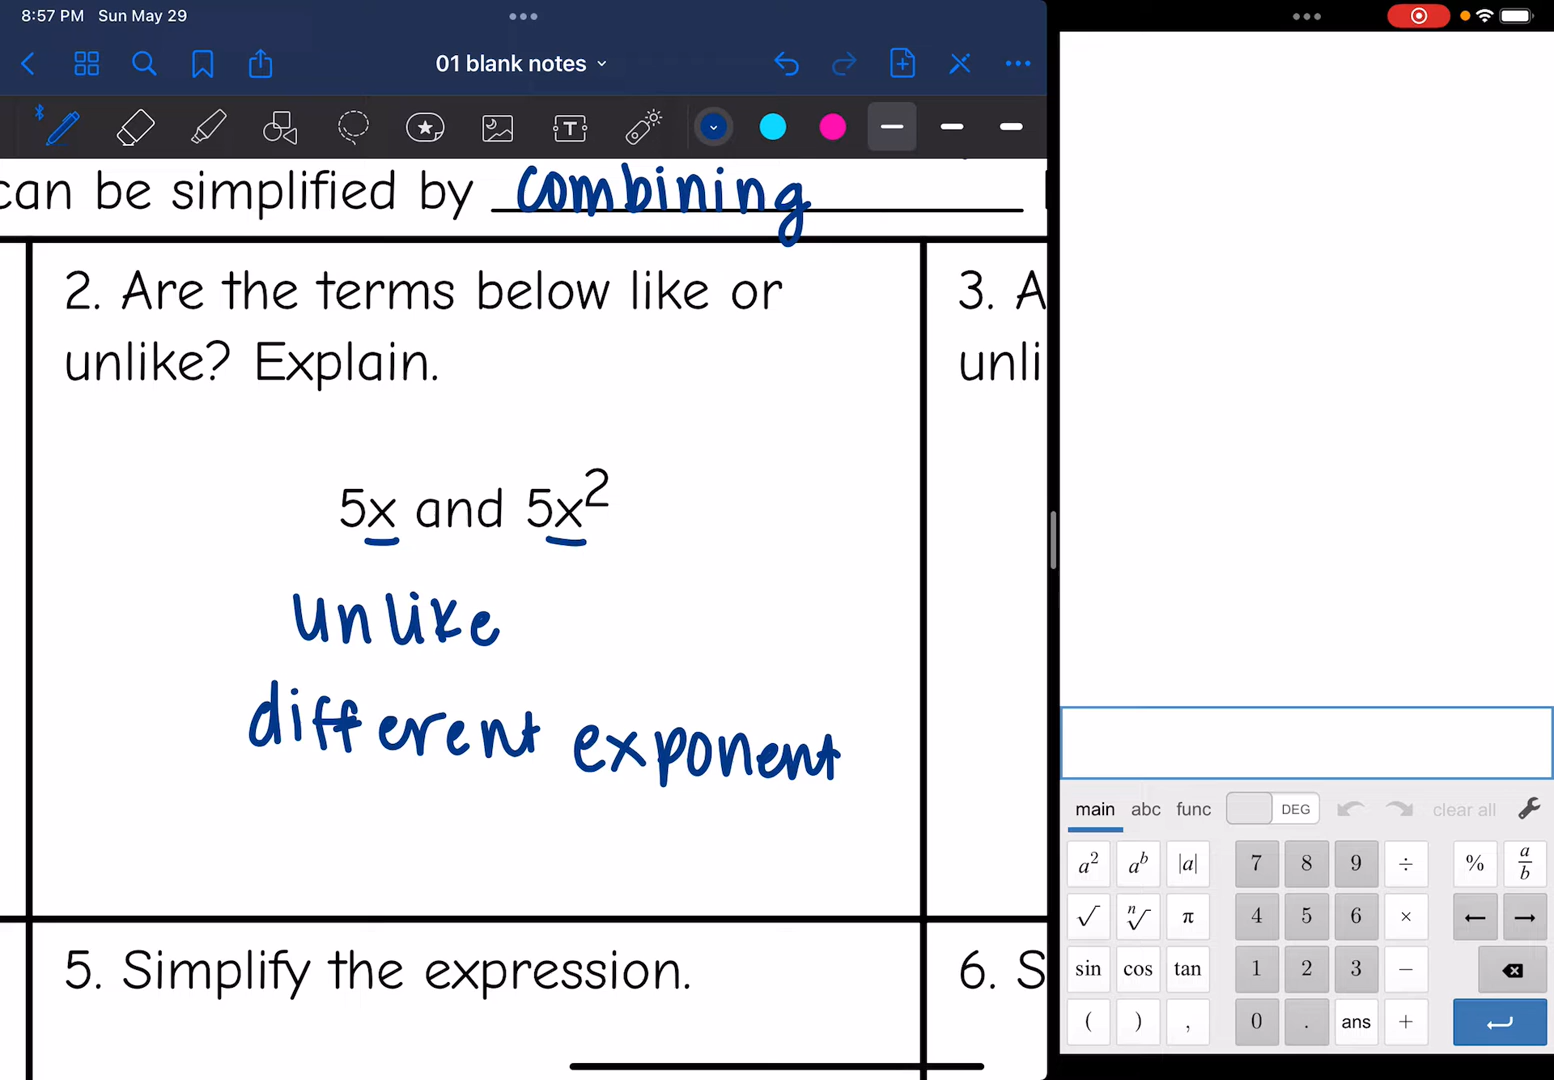 8:57 PM Sun May 29
01 blank notes
can be simplified by combining
2. Are the terms below like or
unlike? Explain.
5x and 5x²
unlike
different exponent
3. A
unli
5. Simplify the expression.
6. S
main abc func DEG clear all
a² aᵇ |a| 7 8 9 ÷ % a/b
√ ⁿ√ π 4 5 6 × ← →
sin cos tan 1 2 3 −
( ) , 0 . ans +